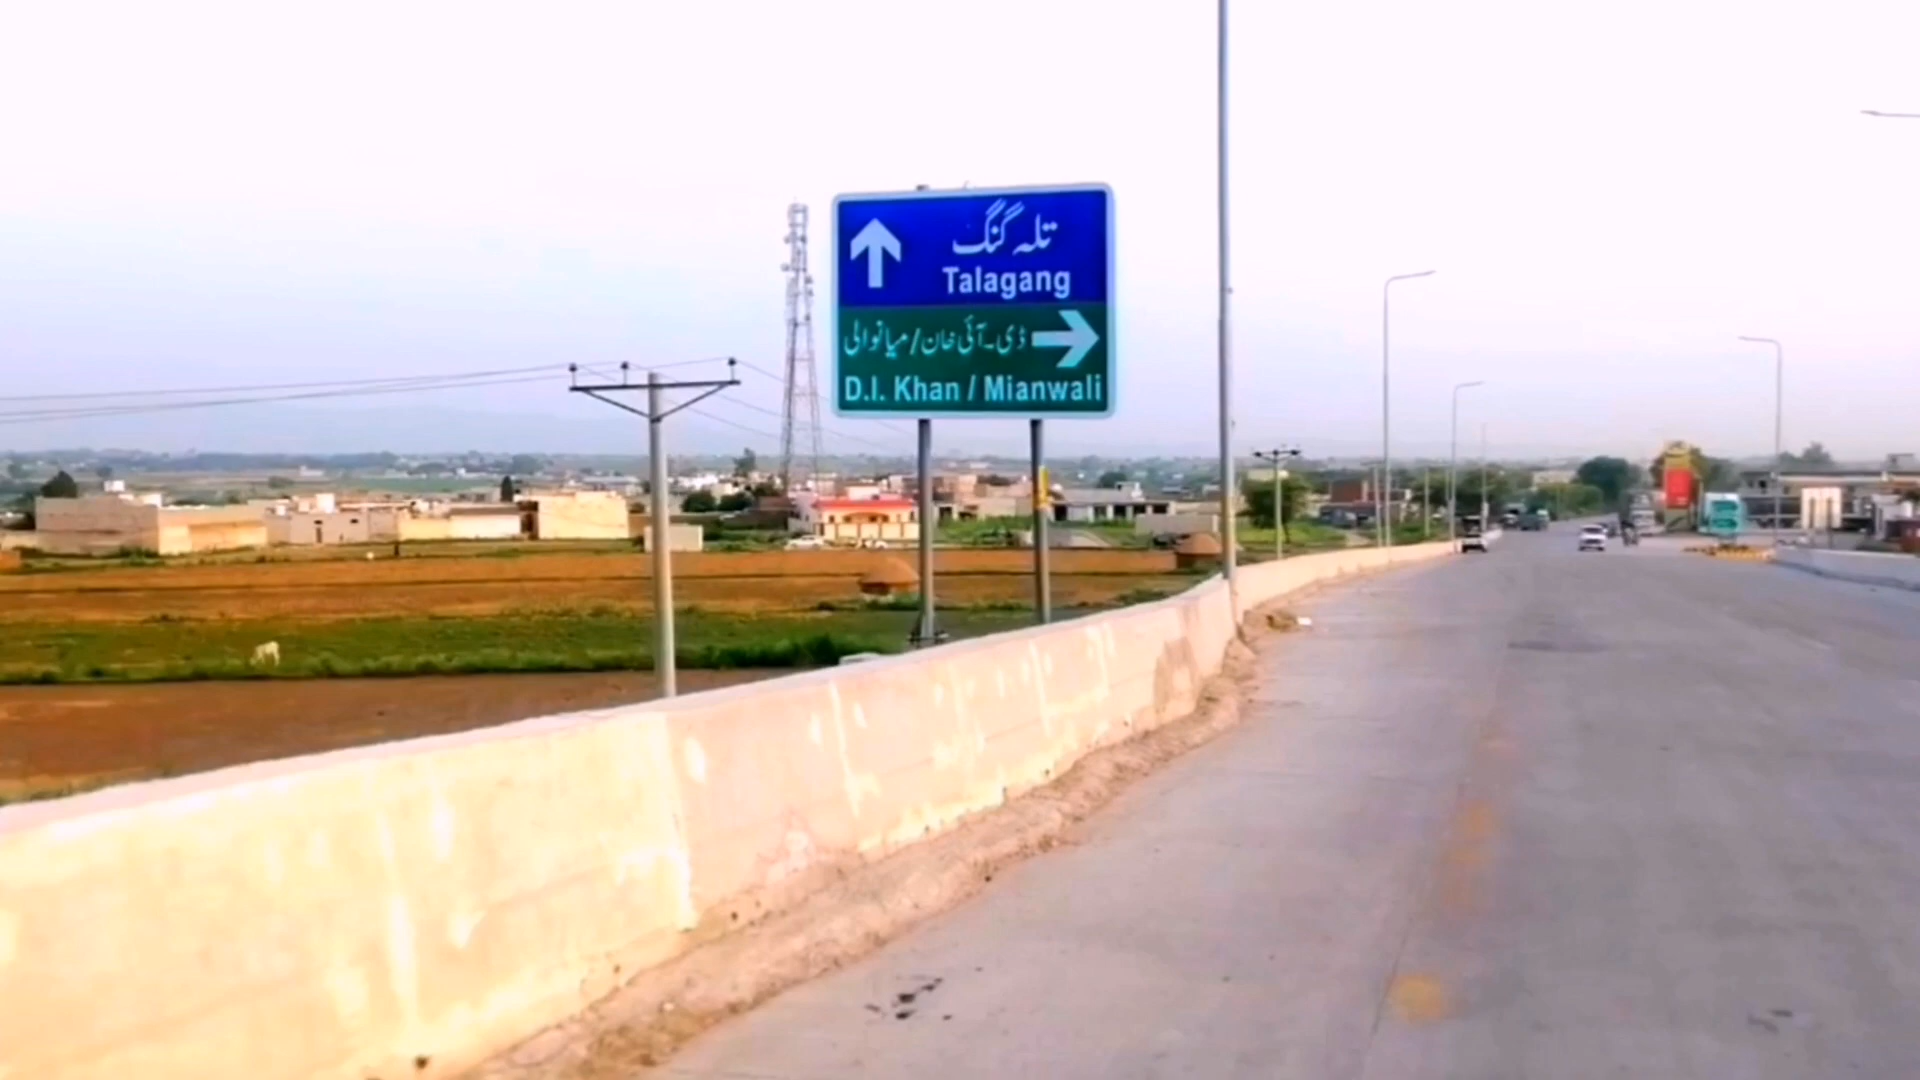 تلہ گنگ
Talagang
ڈی۔آئی خان/میانوالی
D.I. Khan / Mianwali